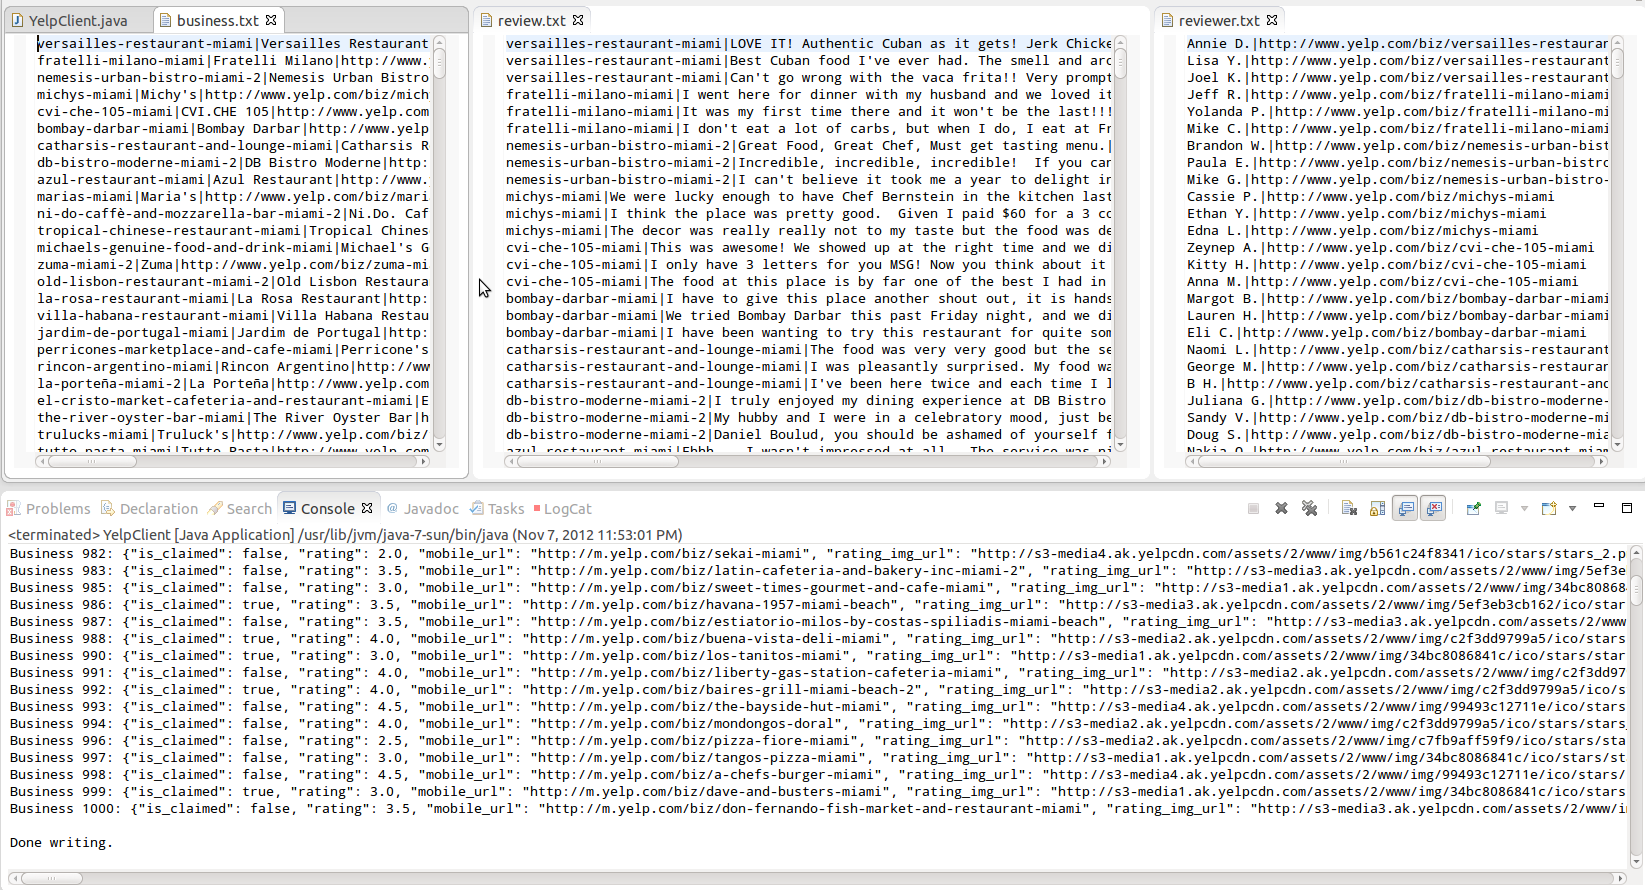 YelpClient.java
business.txt
versailles-restaurant-miami|Versailles Restaurant
fratelli-milano-miami|Fratelli Milano|http://www.
nemesis-urban-bistro-miami-2|Nemesis Urban Bistro
michys-miami|Michy's|http://www.yelp.com/biz/mich
cvi-che-105-miami|CVI.CHE 105|http://www.yelp.com
bombay-darbar-miami|Bombay Darbar|http://www.yelp
catharsis-restaurant-and-lounge-miami|Catharsis R
db-bistro-moderne-miami-2|DB Bistro Moderne|http:
azul-restaurant-miami|Azul Restaurant|http://www.
marias-miami|Maria's|http://www.yelp.com/biz/mari
ni-do-caffè-and-mozzarella-bar-miami-2|Ni.Do. Caf
tropical-chinese-restaurant-miami|Tropical Chines
michaels-genuine-food-and-drink-miami|Michael's G
zuma-miami-2|Zuma|http://www.yelp.com/biz/zuma-mi
old-lisbon-restaurant-miami-2|Old Lisbon Restaura
la-rosa-restaurant-miami|La Rosa Restaurant|http:
villa-habana-restaurant-miami|Villa Habana Restau
jardim-de-portugal-miami|Jardim de Portugal|http:
perricones-marketplace-and-cafe-miami|Perricone's
rincon-argentino-miami|Rincon Argentino|http://ww
la-porteña-miami-2|La Porteña|http://www.yelp.com
el-cristo-market-cafeteria-and-restaurant-miami|E
the-river-oyster-bar-miami|The River Oyster Bar|h
trulucks-miami|Truluck's|http://www.yelp.com/biz/
tutto-pasta-miami|Tutto Pasta|http://www.yelp.com
review.txt
versailles-restaurant-miami|LOVE IT! Authentic Cuban as it gets! Jerk Chicke
versailles-restaurant-miami|Best Cuban food I've ever had. The smell and arc
versailles-restaurant-miami|Can't go wrong with the vaca frita!! Very prompt
fratelli-milano-miami|I went here for dinner with my husband and we loved it
fratelli-milano-miami|It was my first time there and it won't be the last!!!
fratelli-milano-miami|I don't eat a lot of carbs, but when I do, I eat at Fr
nemesis-urban-bistro-miami-2|Great Food, Great Chef, Must get tasting menu.|
nemesis-urban-bistro-miami-2|Incredible, incredible, incredible!  If you can
nemesis-urban-bistro-miami-2|I can't believe it took me a year to delight in
michys-miami|We were lucky enough to have Chef Bernstein in the kitchen last
michys-miami|I think the place was pretty good.  Given I paid $60 for a 3 co
michys-miami|The decor was really really not to my taste but the food was de
cvi-che-105-miami|This was awesome! We showed up at the right time and we di
cvi-che-105-miami|I only have 3 letters for you MSG! Now you think about it
cvi-che-105-miami|The food at this place is by far one of the best I had in
bombay-darbar-miami|I have to give this place another shout out, it is hands
bombay-darbar-miami|We tried Bombay Darbar this past Friday night, and we di
bombay-darbar-miami|I have been wanting to try this restaurant for quite som
catharsis-restaurant-and-lounge-miami|The food was very very good but the se
catharsis-restaurant-and-lounge-miami|I was pleasantly surprised. My food wa
catharsis-restaurant-and-lounge-miami|I've been here twice and each time I l
db-bistro-moderne-miami-2|I truly enjoyed my dining experience at DB Bistro
db-bistro-moderne-miami-2|My hubby and I were in a celebratory mood, just be
db-bistro-moderne-miami-2|Daniel Boulud, you should be ashamed of yourself f
azul-restaurant-miami|Ehhh... I wasn't impressed at all.  The service was ni
reviewer.txt
Annie D.|http://www.yelp.com/biz/versailles-restauran
Lisa Y.|http://www.yelp.com/biz/versailles-restaurant
Joel K.|http://www.yelp.com/biz/versailles-restaurant
Jeff R.|http://www.yelp.com/biz/fratelli-milano-miami
Yolanda P.|http://www.yelp.com/biz/fratelli-milano-mi
Mike C.|http://www.yelp.com/biz/fratelli-milano-miami
Brandon W.|http://www.yelp.com/biz/nemesis-urban-bist
Paula E.|http://www.yelp.com/biz/nemesis-urban-bistro
Mike G.|http://www.yelp.com/biz/nemesis-urban-bistro-
Cassie P.|http://www.yelp.com/biz/michys-miami
Ethan Y.|http://www.yelp.com/biz/michys-miami
Edna L.|http://www.yelp.com/biz/michys-miami
Zeynep A.|http://www.yelp.com/biz/cvi-che-105-miami
Kitty H.|http://www.yelp.com/biz/cvi-che-105-miami
Anna M.|http://www.yelp.com/biz/cvi-che-105-miami
Margot B.|http://www.yelp.com/biz/bombay-darbar-miami
Lauren H.|http://www.yelp.com/biz/bombay-darbar-miami
Eli C.|http://www.yelp.com/biz/bombay-darbar-miami
Naomi L.|http://www.yelp.com/biz/catharsis-restaurant
George M.|http://www.yelp.com/biz/catharsis-restauran
B H.|http://www.yelp.com/biz/catharsis-restaurant-and
Juliana G.|http://www.yelp.com/biz/db-bistro-moderne-
Sandy V.|http://www.yelp.com/biz/db-bistro-moderne-mi
Doug S.|http://www.yelp.com/biz/db-bistro-moderne-mia
Nakia O.|http://www.yelp.com/biz/azul-restaurant-miami
Problems Declaration Search Console Javadoc Tasks LogCat
<terminated> YelpClient [Java Application] /usr/lib/jvm/java-7-sun/bin/java (Nov 7, 2012 11:53:01 PM)
Business 982: {"is_claimed": false, "rating": 2.0, "mobile_url": "http://m.yelp.com/biz/sekai-miami", "rating_img_url": "http://s3-media4.ak.yelpcdn.com/assets/2/www/img/b561c24f8341/ico/stars/stars_2.p
Business 983: {"is_claimed": false, "rating": 3.5, "mobile_url": "http://m.yelp.com/biz/latin-cafeteria-and-bakery-inc-miami-2", "rating_img_url": "http://s3-media3.ak.yelpcdn.com/assets/2/www/img/5ef3e
Business 985: {"is_claimed": false, "rating": 3.0, "mobile_url": "http://m.yelp.com/biz/sweet-times-gourmet-and-cafe-miami", "rating_img_url": "http://s3-media1.ak.yelpcdn.com/assets/2/www/img/34bc80868
Business 986: {"is_claimed": true, "rating": 3.5, "mobile_url": "http://m.yelp.com/biz/havana-1957-miami-beach", "rating_img_url": "http://s3-media3.ak.yelpcdn.com/assets/2/www/img/5ef3eb3cb162/ico/star
Business 987: {"is_claimed": false, "rating": 3.5, "mobile_url": "http://m.yelp.com/biz/estiatorio-milos-by-costas-spiliadis-miami-beach", "rating_img_url": "http://s3-media3.ak.yelpcdn.com/assets/2/www
Business 988: {"is_claimed": true, "rating": 4.0, "mobile_url": "http://m.yelp.com/biz/buena-vista-deli-miami", "rating_img_url": "http://s3-media2.ak.yelpcdn.com/assets/2/www/img/c2f3dd9799a5/ico/stars
Business 990: {"is_claimed": true, "rating": 3.0, "mobile_url": "http://m.yelp.com/biz/los-tanitos-miami", "rating_img_url": "http://s3-media1.ak.yelpcdn.com/assets/2/www/img/34bc8086841c/ico/stars/star
Business 991: {"is_claimed": false, "rating": 4.0, "mobile_url": "http://m.yelp.com/biz/liberty-gas-station-cafeteria-miami", "rating_img_url": "http://s3-media2.ak.yelpcdn.com/assets/2/www/img/c2f3dd97
Business 992: {"is_claimed": true, "rating": 4.0, "mobile_url": "http://m.yelp.com/biz/baires-grill-miami-beach-2", "rating_img_url": "http://s3-media2.ak.yelpcdn.com/assets/2/www/img/c2f3dd9799a5/ico/s
Business 993: {"is_claimed": false, "rating": 4.5, "mobile_url": "http://m.yelp.com/biz/the-bayside-hut-miami", "rating_img_url": "http://s3-media4.ak.yelpcdn.com/assets/2/www/img/99493c12711e/ico/stars
Business 994: {"is_claimed": false, "rating": 4.0, "mobile_url": "http://m.yelp.com/biz/mondongos-doral", "rating_img_url": "http://s3-media2.ak.yelpcdn.com/assets/2/www/img/c2f3dd9799a5/ico/stars/stars_
Business 996: {"is_claimed": false, "rating": 2.5, "mobile_url": "http://m.yelp.com/biz/pizza-fiore-miami", "rating_img_url": "http://s3-media2.ak.yelpcdn.com/assets/2/www/img/c7fb9aff59f9/ico/stars/sta
Business 997: {"is_claimed": false, "rating": 3.0, "mobile_url": "http://m.yelp.com/biz/tangos-pizza-miami", "rating_img_url": "http://s3-media1.ak.yelpcdn.com/assets/2/www/img/34bc8086841c/ico/stars/st
Business 998: {"is_claimed": false, "rating": 4.5, "mobile_url": "http://m.yelp.com/biz/a-chefs-burger-miami", "rating_img_url": "http://s3-media4.ak.yelpcdn.com/assets/2/www/img/99493c12711e/ico/stars/
Business 999: {"is_claimed": true, "rating": 3.0, "mobile_url": "http://m.yelp.com/biz/dave-and-busters-miami", "rating_img_url": "http://s3-media1.ak.yelpcdn.com/assets/2/www/img/34bc8086841c/ico/stars
Business 1000: {"is_claimed": false, "rating": 3.5, "mobile_url": "http://m.yelp.com/biz/don-fernando-fish-market-and-restaurant-miami", "rating_img_url": "http://s3-media3.ak.yelpcdn.com/assets/2/www/i
Done writing.